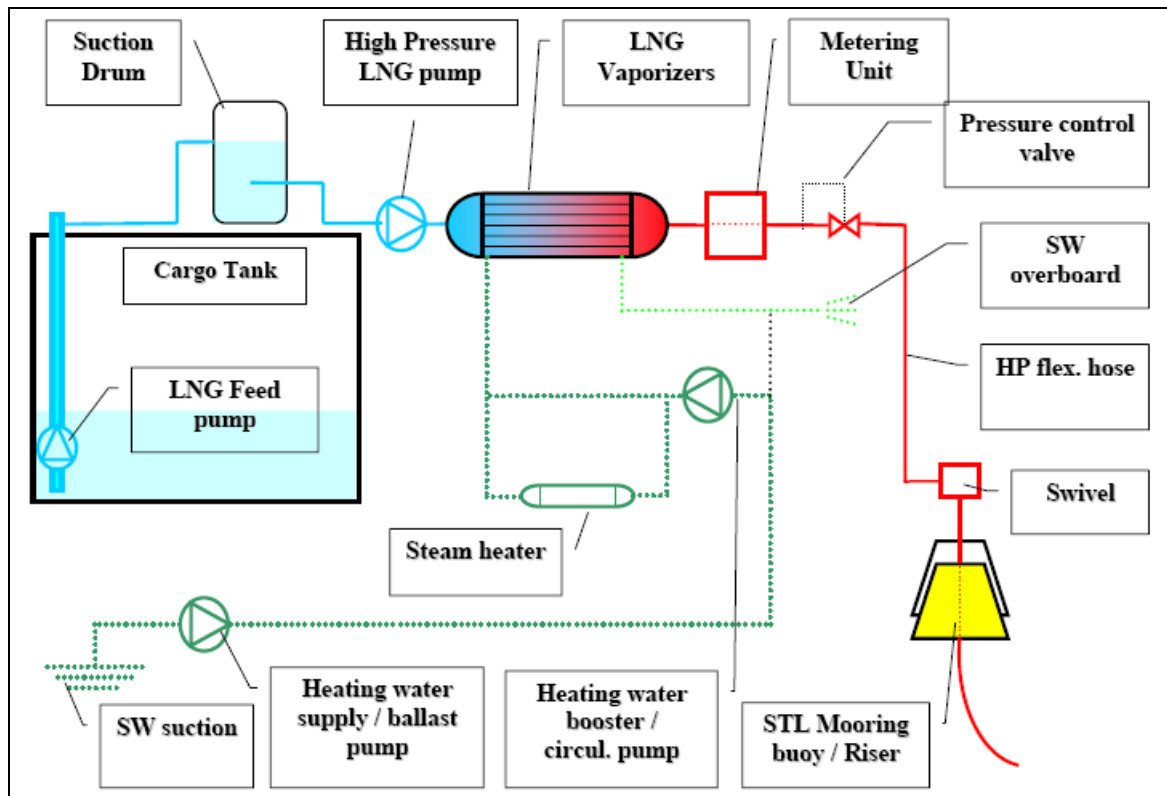 Suction
Drum
High Pressure
LNG pump
LNG
Vaporizers
Metering
Unit
Pressure control
valve
Cargo Tank
SW
overboard
LNG Feed
pump
HP flex. hose
Steam heater
Swivel
SW suction
Heating water
supply / ballast
pump
Heating water
booster /
circul. pump
STL Mooring
buoy / Riser